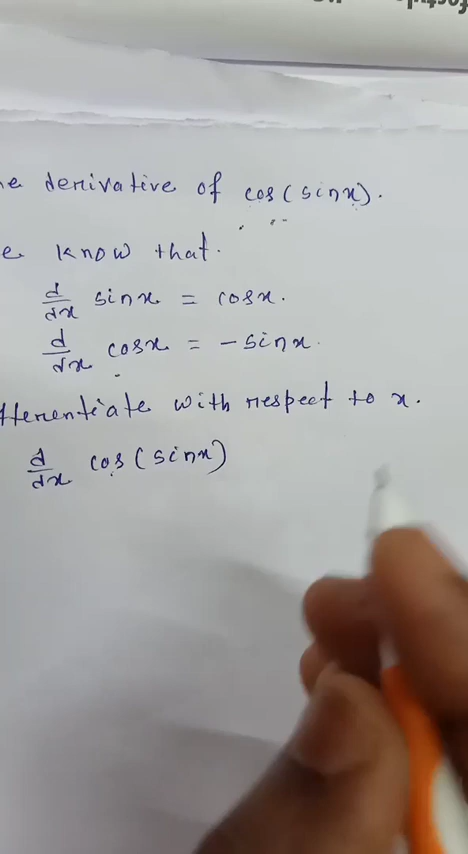 derivative of cos(sinx).
know that.
d/dx sinx = cosx.
d/dx cosx = -sinx.
with respect to x.
d/dx cos(sinx)